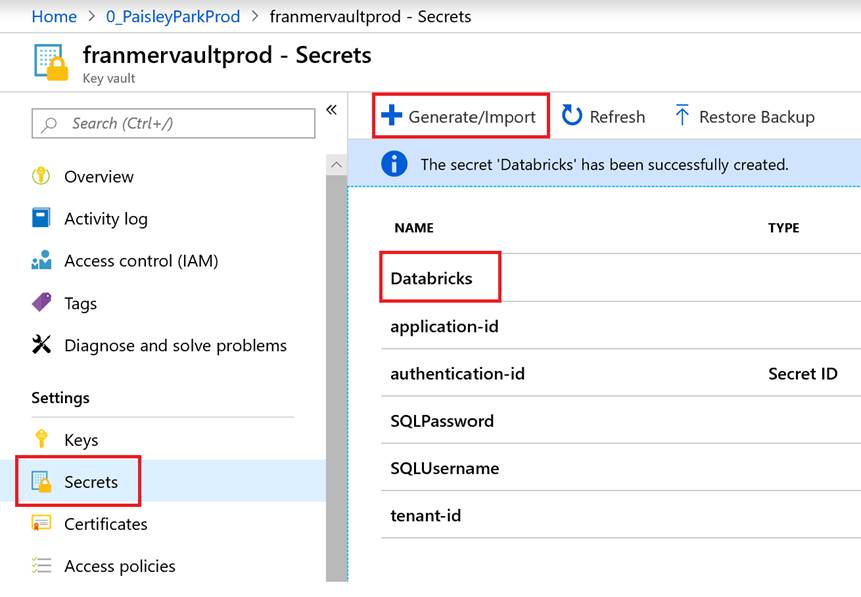 Home > 0_PaisleyParkProd > franmervaultprod - Secrets
franmervaultprod - Secrets
Key vault
Search (Ctrl+/)
Overview
Activity log
Access control (IAM)
Tags
Diagnose and solve problems
Settings
Keys
Secrets
Certificates
Access policies
Generate/Import Refresh Restore Backup
The secret 'Databricks' has been successfully created.
NAME TYPE
Databricks
application-id
authentication-id Secret ID
SQLPassword
SQLUsername
tenant-id